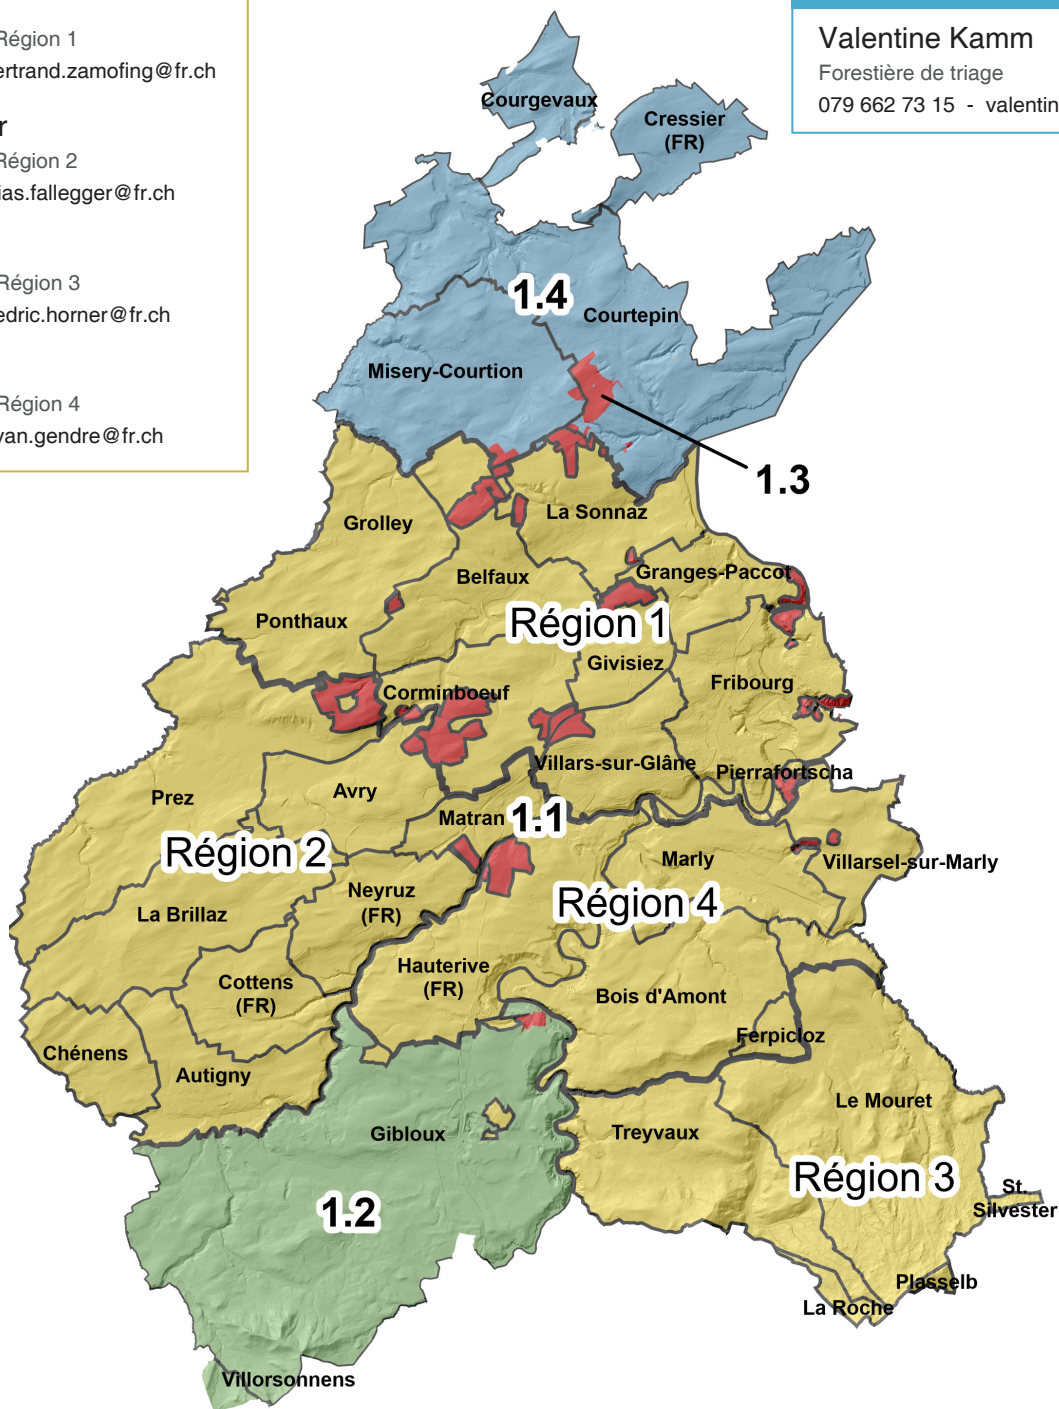 Région 1
ertrand.zamofing@fr.ch
r
Région 2
ias.fallegger@fr.ch
Région 3
edric.horner@fr.ch
Région 4
van.gendre@fr.ch
Valentine Kamm
Forestière de triage
079 662 73 15 - valentin
Courgevaux
Cressier
(FR)
1.4
Courtepin
Misery-Courtion
1.3
La Sonnaz
Grolley
Granges-Paccot
Belfaux
Ponthaux
Région 1
Givisiez
Fribourg
Corminboeuf
Villars-sur-Glâne
Pierrafortscha
Prez
Avry
Matran
1.1
Région 2
Marly
Villarsel-sur-Marly
Neyruz
(FR)
Région 4
La Brillaz
Hauterive
(FR)
Cottens
(FR)
Bois d'Amont
Ferpicloz
Chénens
Autigny
Le Mouret
Gibloux
Treyvaux
Région 3
St.
Silvester
1.2
Plasselb
La Roche
Villorsonnens